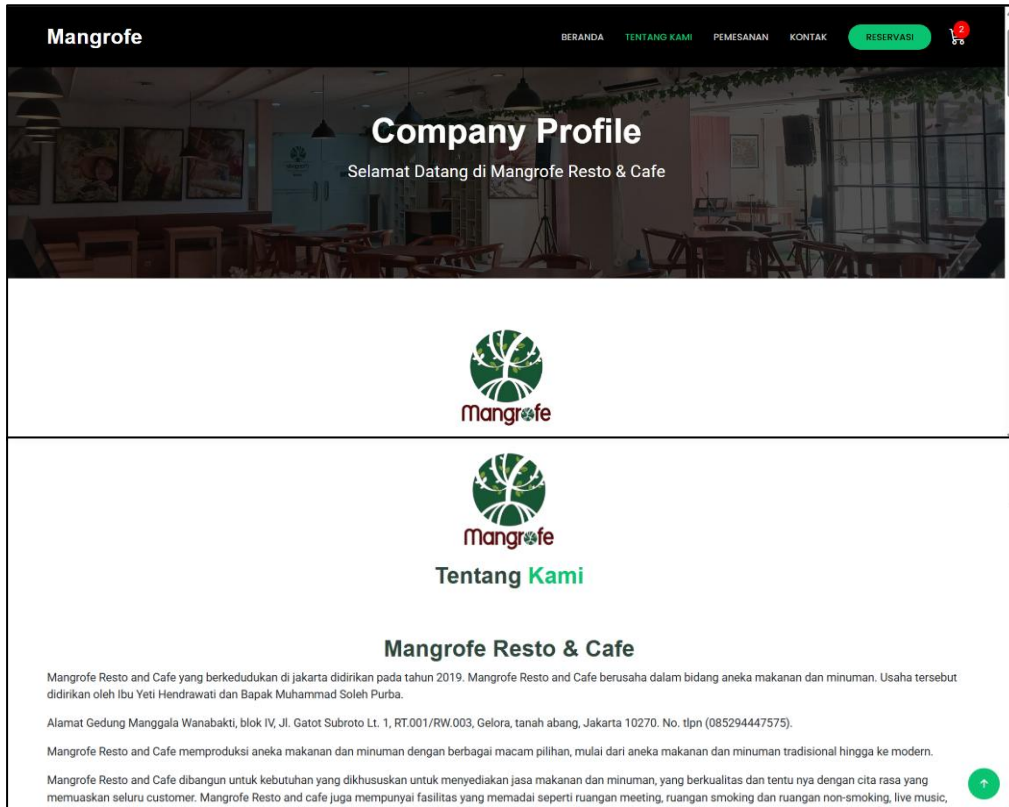 Mangrofe
BERANDA TENTANG KAMI PEMESANAN KONTAK RESERVASI 2
Company Profile
Selamat Datang di Mangrofe Resto & Cafe
Mangrofe
Mangrofe
Tentang Kami
Mangrofe Resto & Cafe
Mangrofe Resto and Cafe yang berkedudukan di jakarta didirikan pada tahun 2019. Mangrofe Resto and Cafe berusaha dalam bidang aneka makanan dan minuman. Usaha tersebut
didirikan oleh Ibu Yeti Hendrawati dan Bapak Muhammad Soleh Purba.
Alamat Gedung Manggala Wanabakti, blok IV, Jl. Gatot Subroto Lt. 1, RT.001/RW.003, Gelora, tanah abang, Jakarta 10270. No. tlpn (085294447575).
Mangrofe Resto and Cafe memproduksi aneka makanan dan minuman dengan berbagai macam pilihan, mulai dari aneka makanan dan minuman tradisional hingga ke modern.
Mangrofe Resto and Cafe dibangun untuk kebutuhan yang dikhususkan untuk menyediakan jasa makanan dan minuman, yang berkualitas dan tentu nya dengan cita rasa yang
memuaskan seluru customer. Mangrofe Resto and cafe juga mempunyai fasilitas yang memadai seperti ruangan meeting, ruangan smoking dan ruangan non-smoking, live music,